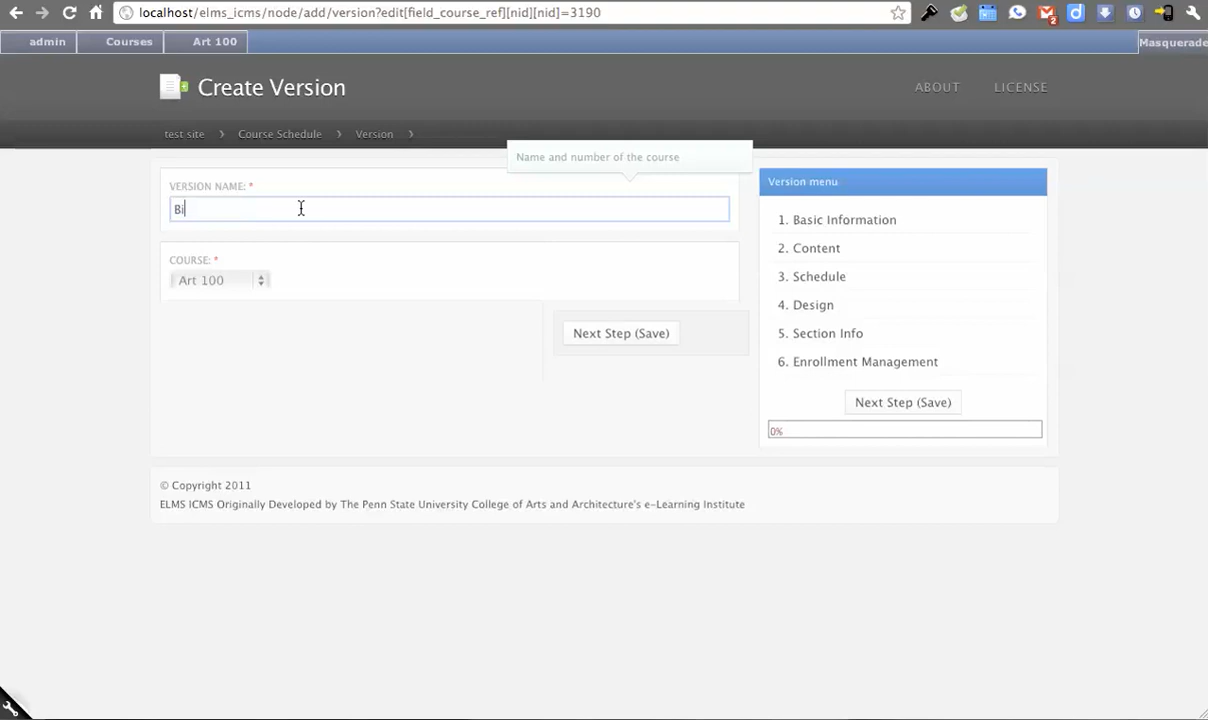 localhost/elms_icms/node/add/version?edit[field_course_ref][nid][nid]=3190
2
admin
Courses
Art 100
Masquerade
Create Version
ABOUT
LICENSE
test site
Course Schedule
Version
Name and number of the course
VERSION NAME: *
Bi
COURSE: *
Art 100
Next Step (Save)
Version menu
1. Basic Information
2. Content
3. Schedule
4. Design
5. Section Info
6. Enrollment Management
Next Step (Save)
0%
© Copyright 2011
ELMS ICMS Originally Developed by The Penn State University College of Arts and Architecture's e-Learning Institute